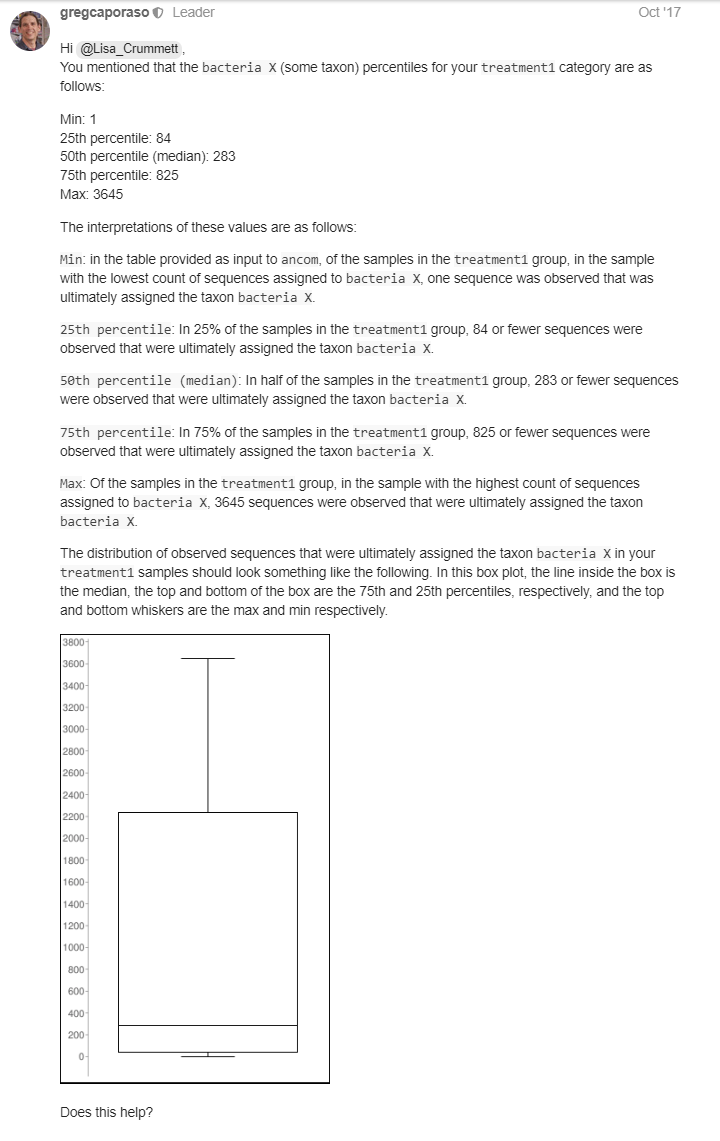 gregcaporaso Leader Oct '17
Hi @Lisa_Crummett ,
You mentioned that the bacteria X (some taxon) percentiles for your treatment1 category are as
follows:
Min: 1
25th percentile: 84
50th percentile (median): 283
75th percentile: 825
Max: 3645
The interpretations of these values are as follows:
Min: in the table provided as input to ancom, of the samples in the treatment1 group, in the sample
with the lowest count of sequences assigned to bacteria X, one sequence was observed that was
ultimately assigned the taxon bacteria X.
25th percentile: In 25% of the samples in the treatment1 group, 84 or fewer sequences were
observed that were ultimately assigned the taxon bacteria X.
50th percentile (median): In half of the samples in the treatment1 group, 283 or fewer sequences
were observed that were ultimately assigned the taxon bacteria X.
75th percentile: In 75% of the samples in the treatment1 group, 825 or fewer sequences were
observed that were ultimately assigned the taxon bacteria X.
Max: Of the samples in the treatment1 group, in the sample with the highest count of sequences
assigned to bacteria X, 3645 sequences were observed that were ultimately assigned the taxon
bacteria X.
The distribution of observed sequences that were ultimately assigned the taxon bacteria X in your
treatment1 samples should look something like the following. In this box plot, the line inside the box is
the median, the top and bottom of the box are the 75th and 25th percentiles, respectively, and the top
and bottom whiskers are the max and min respectively.
3800
3600
3400
3200
3000
2800
2600
2400
2200
2000
1800
1600
1400
1200
1000
800
600
400
200
0
Does this help?